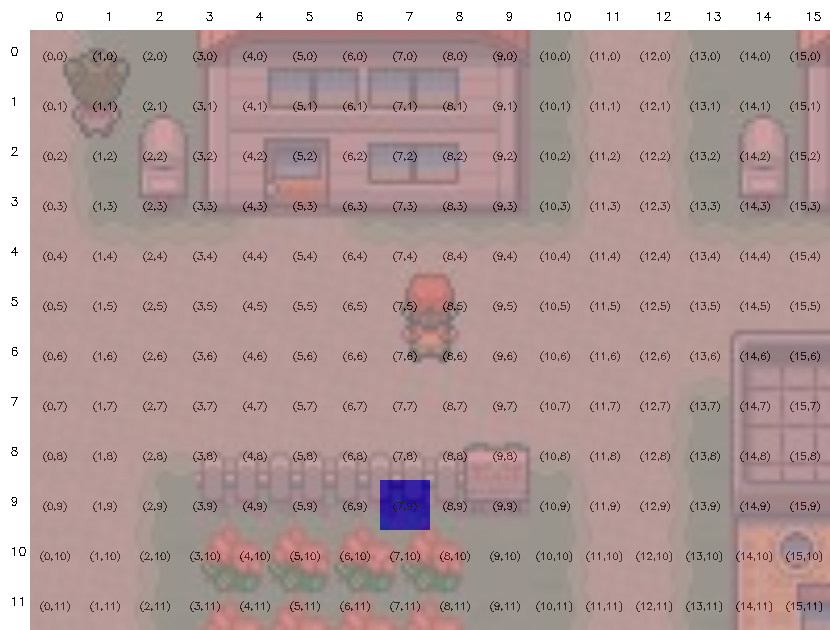 0 1 2 3 4 5 6 7 8 9 10 11 12 13 14 15
0 (0,0) (1,0) (2,0) (3,0) (4,0) (5,0) (6,0) (7,0) (8,0) (9,0) (10,0) (11,0) (12,0) (13,0) (14,0) (15,0)
1 (0,1) (1,1) (2,1) (3,1) (4,1) (5,1) (6,1) (7,1) (8,1) (9,1) (10,1) (11,1) (12,1) (13,1) (14,1) (15,1)
2 (0,2) (1,2) (2,2) (3,2) (4,2) (5,2) (6,2) (7,2) (8,2) (9,2) (10,2) (11,2) (12,2) (13,2) (14,2) (15,2)
3 (0,3) (1,3) (2,3) (3,3) (4,3) (5,3) (6,3) (7,3) (8,3) (9,3) (10,3) (11,3) (12,3) (13,3) (14,3) (15,3)
4 (0,4) (1,4) (2,4) (3,4) (4,4) (5,4) (6,4) (7,4) (8,4) (9,4) (10,4) (11,4) (12,4) (13,4) (14,4) (15,4)
5 (0,5) (1,5) (2,5) (3,5) (4,5) (5,5) (6,5) (7,5) (8,5) (9,5) (10,5) (11,5) (12,5) (13,5) (14,5) (15,5)
6 (0,6) (1,6) (2,6) (3,6) (4,6) (5,6) (6,6) (7,6) (8,6) (9,6) (10,6) (11,6) (12,6) (13,6) (14,6) (15,6)
7 (0,7) (1,7) (2,7) (3,7) (4,7) (5,7) (6,7) (7,7) (8,7) (9,7) (10,7) (11,7) (12,7) (13,7) (14,7) (15,7)
8 (0,8) (1,8) (2,8) (3,8) (4,8) (5,8) (6,8) (7,8) (8,8) (9,8) (10,8) (11,8) (12,8) (13,8) (14,8) (15,8)
9 (0,9) (1,9) (2,9) (3,9) (4,9) (5,9) (6,9) (7,9) (8,9) (9,9) (10,9) (11,9) (12,9) (13,9) (14,9) (15,9)
10 (0,10) (1,10) (2,10) (3,10) (4,10) (5,10) (6,10) (7,10) (8,10) (9,10) (10,10) (11,10) (12,10) (13,10) (14,10) (15,10)
11 (0,11) (1,11) (2,11) (3,11) (4,11) (5,11) (6,11) (7,11) (8,11) (9,11) (10,11) (11,11) (12,11) (13,11) (14,11) (15,11)